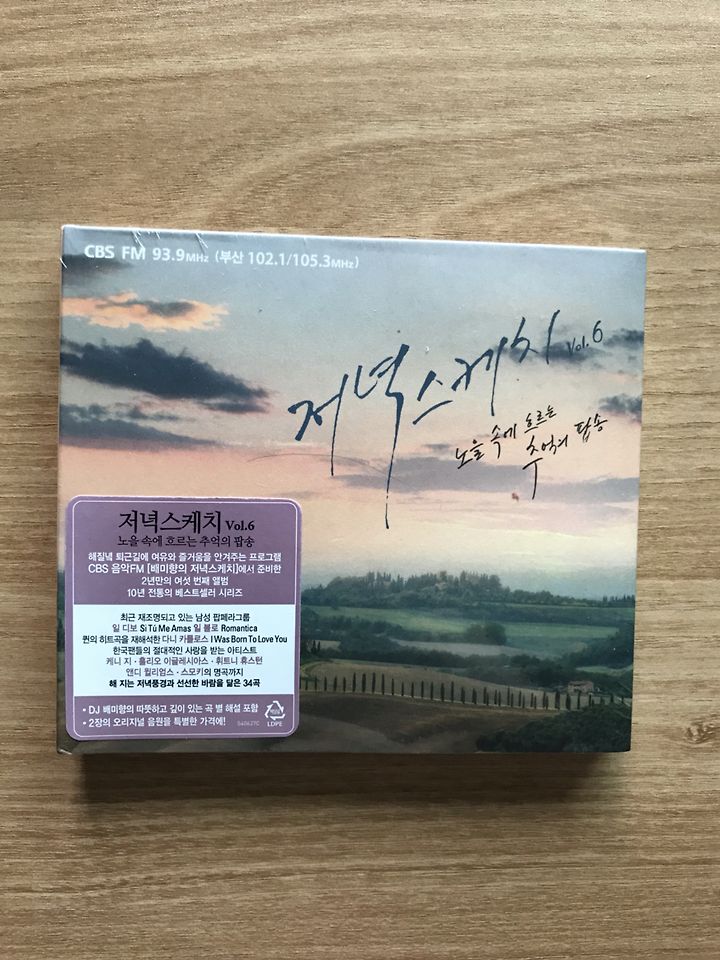 CBS FM 93.9MHz (부산 102.1/105.3MHz)
저녁스케치 Vol.6
노을 속에 흐르는
추억의 팝송
저녁스케치 Vol.6
노을 속에 흐르는 추억의 팝송
해질녘 퇴근길에 여유와 즐거움을 안겨주는 프로그램
CBS 음악FM [배미향의 저녁스케치]에서 준비한
2년만의 여섯 번째 앨범
10년 전통의 베스트셀러 시리즈
최근 재조명되고 있는 남성 팝페라그룹
일 디보 Si Tú Me Amas 일 볼로 Romantica
퀸의 히트곡을 재해석한 다니 카를로스 I Was Born To Love You
한국팬들의 절대적인 사랑을 받는 아티스트
케니 지 · 훌리오 이글레시아스 · 휘트니 휴스턴
앤디 윌리엄스 · 스모키의 명곡까지
해 지는 저녁풍경과 선선한 바람을 닮은 34곡
• DJ 배미향의 따뜻하고 깊이 있는 곡 별 해설 포함
• 2장의 오리지널 음원을 특별한 가격에!
S40627C
LDPE